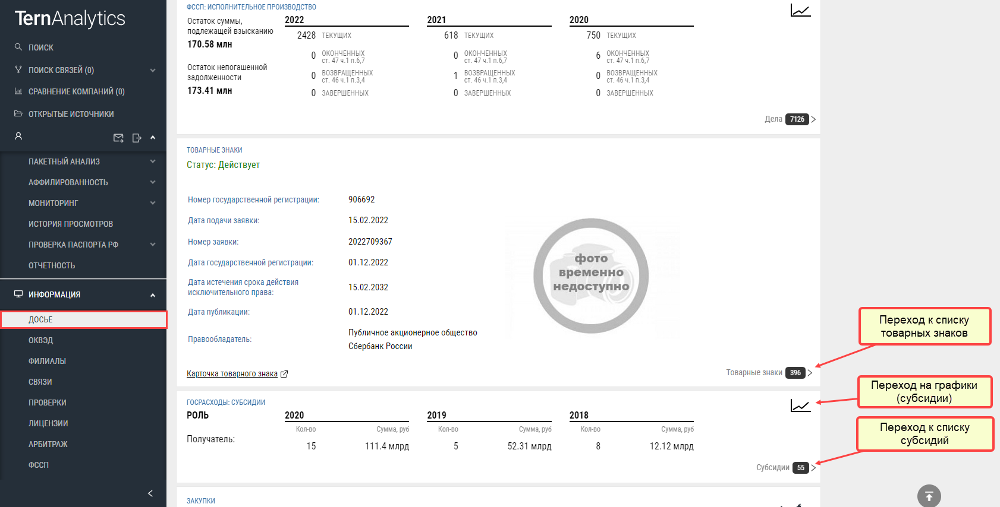 TernAnalytics
ПОИСК
ПОИСК СВЯЗЕЙ (0)
СРАВНЕНИЕ КОМПАНИЙ (0)
ОТКРЫТЫЕ ИСТОЧНИКИ
ПАКЕТНЫЙ АНАЛИЗ
АФФИЛИРОВАННОСТЬ
МОНИТОРИНГ
ИСТОРИЯ ПРОСМОТРОВ
ПРОВЕРКА ПАСПОРТА РФ
ОТЧЕТНОСТЬ
ИНФОРМАЦИЯ
ДОСЬЕ
ОКВЭД
ФИЛИАЛЫ
СВЯЗИ
ПРОВЕРКИ
ЛИЦЕНЗИИ
АРБИТРАЖ
ФССП
ФССП: ИСПОЛНИТЕЛЬНОЕ ПРОИЗВОДСТВО
Остаток суммы,
подлежащей взысканию
170.58 млн
Остаток непогашенной
задолженности
173.41 млн
2022
2428 ТЕКУЩИХ
0 ОКОНЧЕННЫХ
ст. 47 ч.1 п.6,7
0 ВОЗВРАЩЕННЫХ
ст. 46 ч.1 п.3,4
0 ЗАВЕРШЕННЫХ
2021
618 ТЕКУЩИХ
0 ОКОНЧЕННЫХ
ст. 47 ч.1 п.6,7
1 ВОЗВРАЩЕННЫХ
ст. 46 ч.1 п.3,4
0 ЗАВЕРШЕННЫХ
2020
750 ТЕКУЩИХ
6 ОКОНЧЕННЫХ
ст. 47 ч.1 п.6,7
0 ВОЗВРАЩЕННЫХ
ст. 46 ч.1 п.3,4
0 ЗАВЕРШЕННЫХ
Дела 7126
ТОВАРНЫЕ ЗНАКИ
Статус: Действует
Номер государственной регистрации: 906692
Дата подачи заявки: 15.02.2022
Номер заявки: 2022709367
Дата государственной регистрации: 01.12.2022
Дата истечения срока действия
исключительного права: 15.02.2032
Дата публикации: 01.12.2022
Правообладатель: Публичное акционерное общество
Сбербанк России
фото
временно
недоступно
Карточка товарного знака
Товарные знаки 396
Переход к списку
товарных знаков
ГОСРАСХОДЫ: СУБСИДИИ
РОЛЬ 2020 2019 2018
Кол-во Сумма, руб Кол-во Сумма, руб Кол-во Сумма, руб
Получатель: 15 111.4 млрд 5 52.31 млрд 8 12.12 млрд
Субсидии 55
Переход на графики
(субсидии)
Переход к списку
субсидий
ЗАКУПКИ